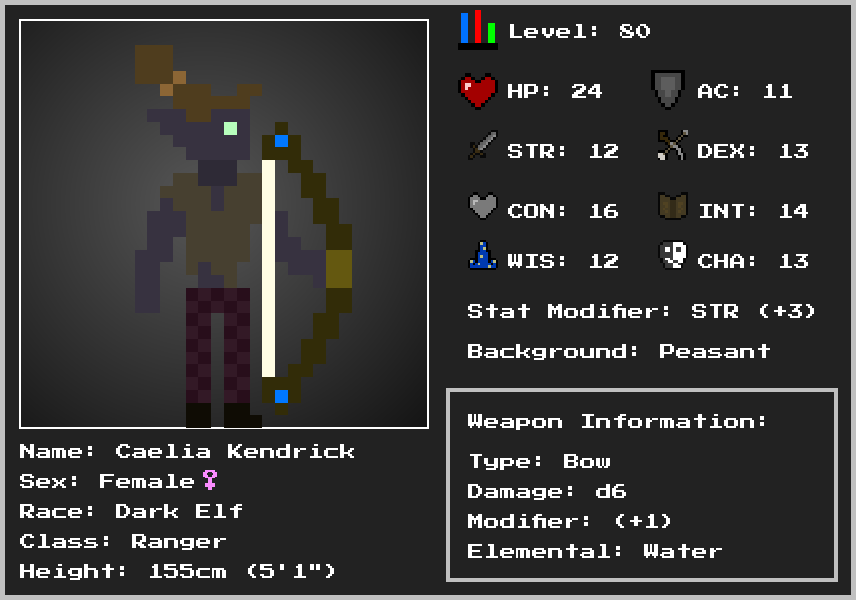 Level: 80
HP: 24 AC: 11
STR: 12 DEX: 13
CON: 16 INT: 14
WIS: 12 CHA: 13
Stat Modifier: STR (+3)
Background: Peasant
Weapon Information:
Type: Bow
Damage: d6
Modifier: (+1)
Elemental: Water
Name: Caelia Kendrick
Sex: Female♀
Race: Dark Elf
Class: Ranger
Height: 155cm (5'1")